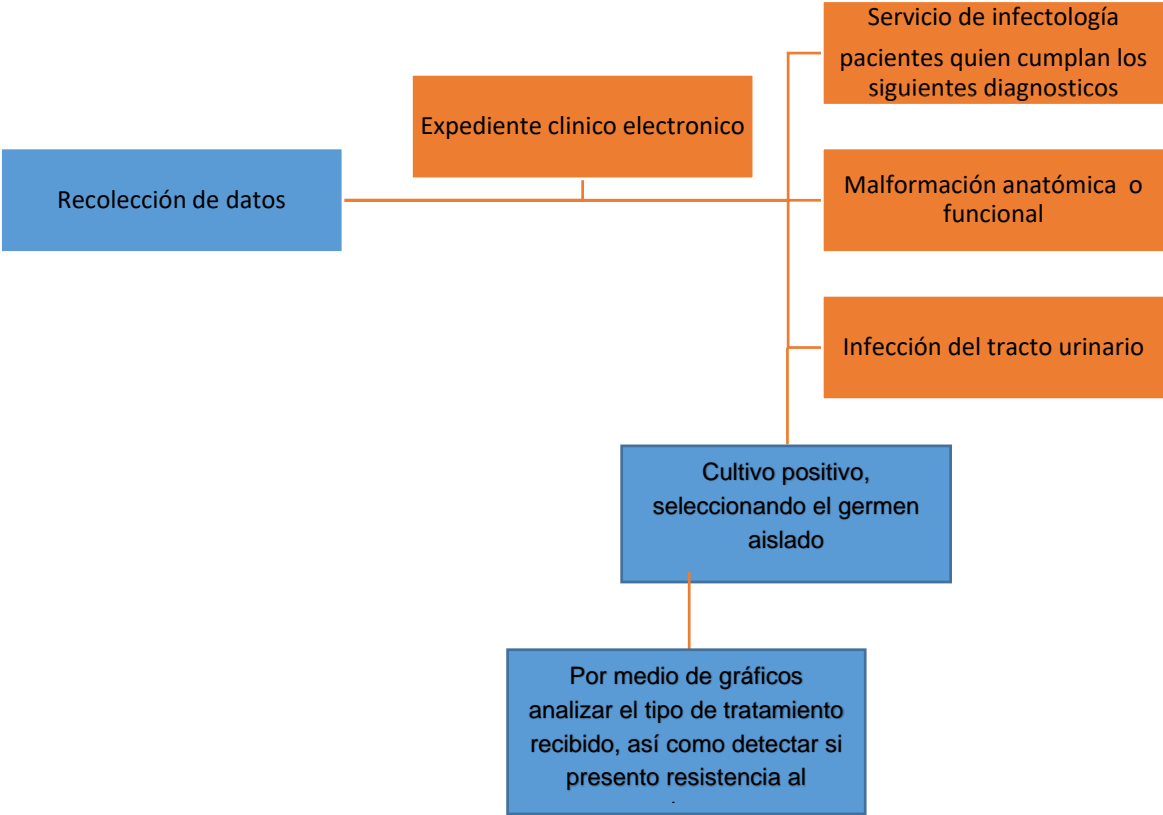 Servicio de infectología
pacientes quien cumplan los
siguientes diagnosticos
Expediente clinico electronico
Recolección de datos
Malformación anatómica o
funcional
Infección del tracto urinario
Cultivo positivo,
seleccionando el germen
aislado
Por medio de gráficos
analizar el tipo de tratamiento
recibido, así como detectar si
presento resistencia al